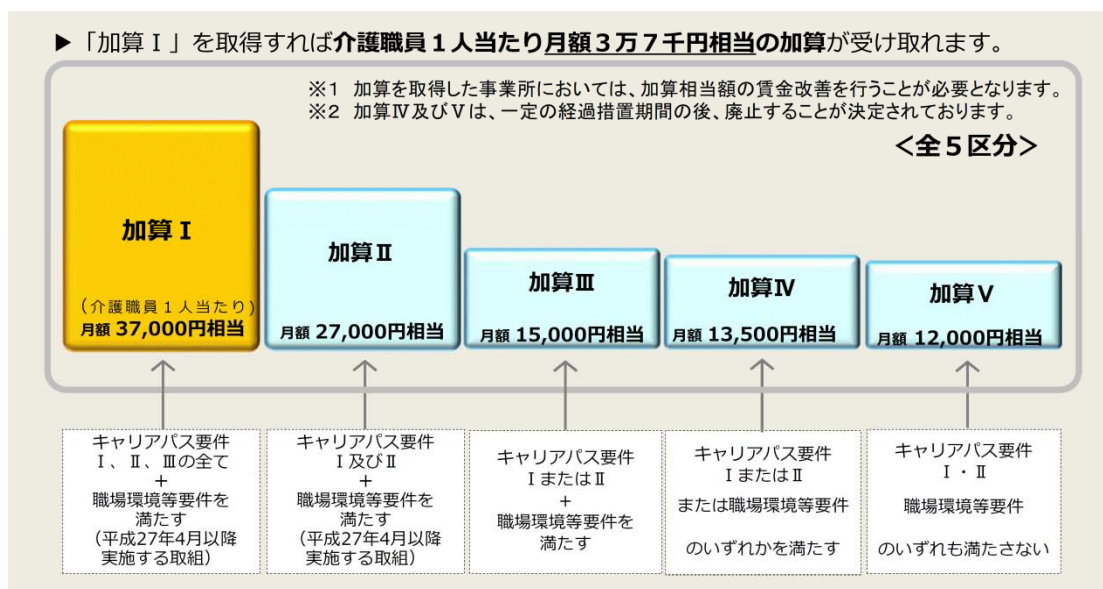 ▶「加算Ⅰ」を取得すれば介護職員1人当たり月額3万7千円相当の加算が受け取れます。
※1 加算を取得した事業所においては、加算相当額の賃金改善を行うことが必要となります。
※2 加算Ⅳ及びⅤは、一定の経過措置期間の後、廃止することが決定されております。
<全5区分>
加算Ⅰ
(介護職員1人当たり)
月額 37,000円相当
加算Ⅱ
月額 27,000円相当
加算Ⅲ
月額 15,000円相当
加算Ⅳ
月額 13,500円相当
加算Ⅴ
月額 12,000円相当
キャリアパス要件
Ⅰ、Ⅱ、Ⅲの全て
+
職場環境等要件を
満たす
(平成27年4月以降
実施する取組)
キャリアパス要件
Ⅰ及びⅡ
+
職場環境等要件を
満たす
(平成27年4月以降
実施する取組)
キャリアパス要件
ⅠまたはⅡ
+
職場環境等要件を
満たす
キャリアパス要件
ⅠまたはⅡ
または職場環境等要件
のいずれかを満たす
キャリアパス要件
Ⅰ・Ⅱ
職場環境等要件
のいずれも満たさない